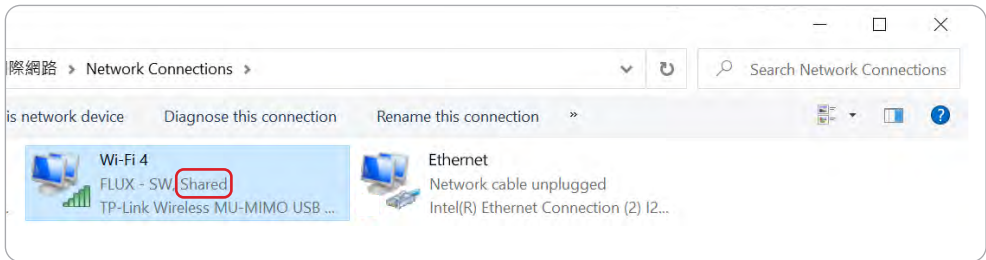 際網路 > Network Connections >
Search Network Connections
is network device Diagnose this connection Rename this connection »
Wi-Fi 4
FLUX - SW, Shared
TP-Link Wireless MU-MIMO USB ...
Ethernet
Network cable unplugged
Intel(R) Ethernet Connection (2) I2...